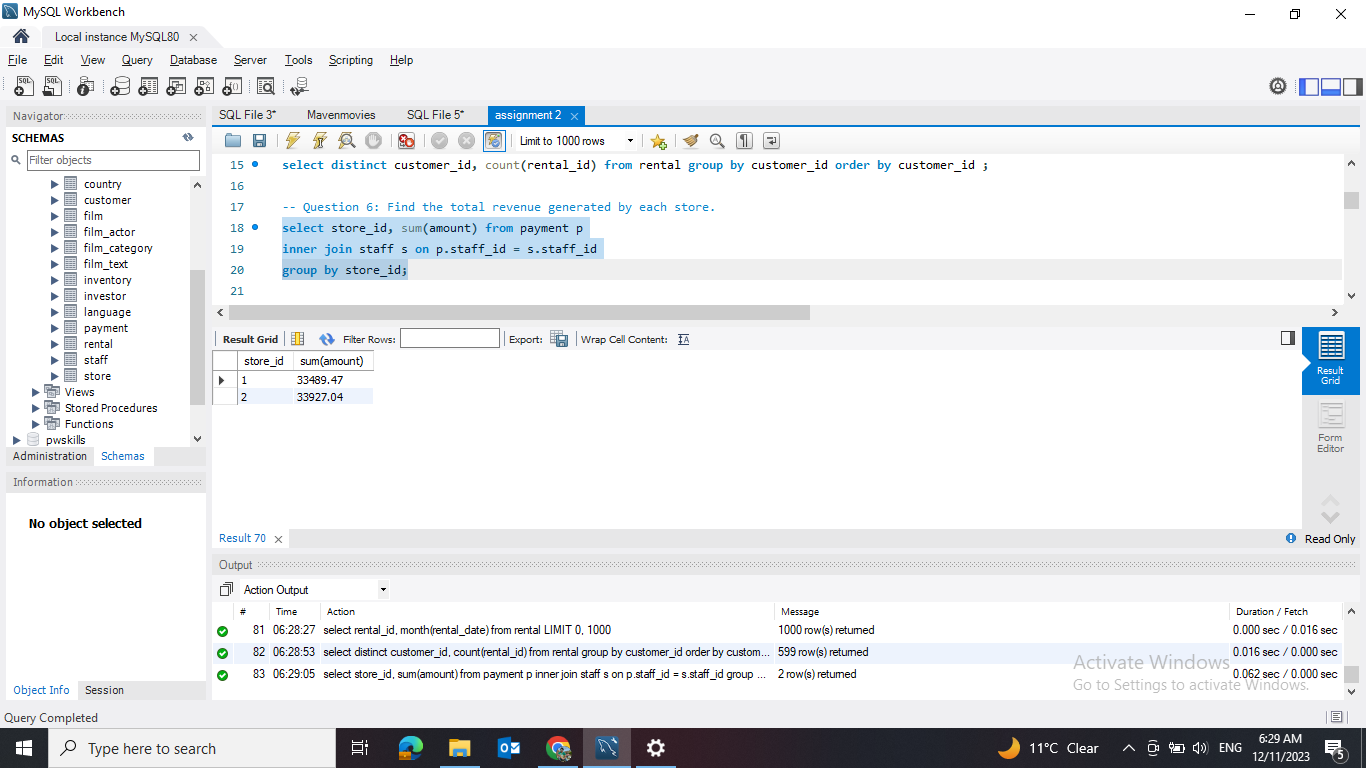 MySQL Workbench
Local instance MySQL80
File Edit View Query Database Server Tools Scripting Help
Navigator
SCHEMAS
Filter objects
country
customer
film
film_actor
film_category
film_text
inventory
investor
language
payment
rental
staff
store
Views
Stored Procedures
Functions
pwskills
Administration Schemas
Information
No object selected
Object Info Session
SQL File 3* Mavenmovies SQL File 5* assignment 2
Limit to 1000 rows
15 select distinct customer_id, count(rental_id) from rental group by customer_id order by customer_id ;
16
17 -- Question 6: Find the total revenue generated by each store.
18 select store_id, sum(amount) from payment p
19 inner join staff s on p.staff_id = s.staff_id
20 group by store_id;
21
Result Grid Filter Rows: Export: Wrap Cell Content:
store_id sum(amount)
1 33489.47
2 33927.04
Result Grid
Form Editor
Result 70
Read Only
Output
Action Output
# Time Action Message Duration / Fetch
81 06:28:27 select rental_id, month(rental_date) from rental LIMIT 0, 1000 1000 row(s) returned 0.000 sec / 0.016 sec
82 06:28:53 select distinct customer_id, count(rental_id) from rental group by customer_id order by custom... 599 row(s) returned 0.016 sec / 0.000 sec
83 06:29:05 select store_id, sum(amount) from payment p inner join staff s on p.staff_id = s.staff_id group ... 2 row(s) returned 0.062 sec / 0.000 sec
Activate Windows
Go to Settings to activate Windows.
Query Completed
Type here to search
11°C Clear
ENG
6:29 AM
12/11/2023
5